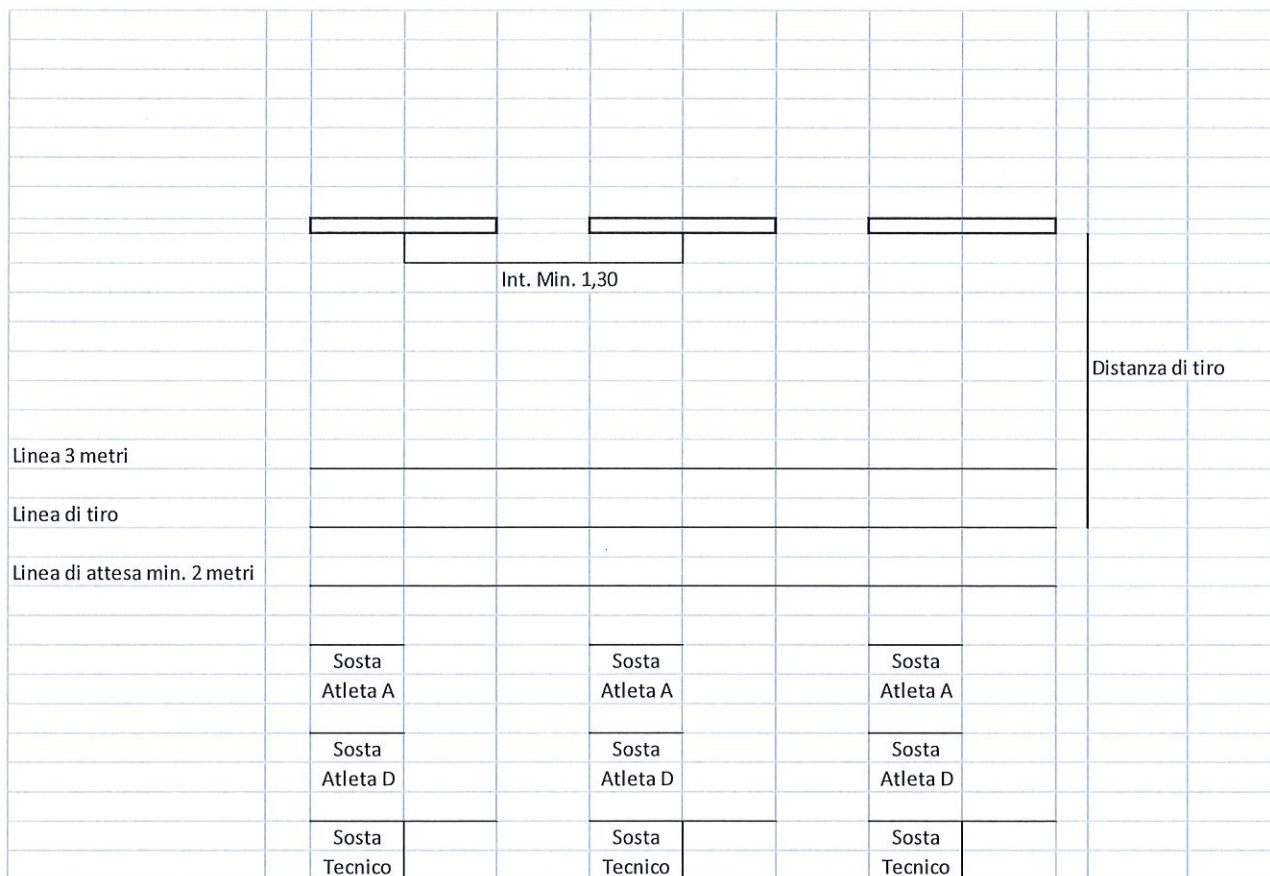 Int. Min. 1,30
Distanza di tiro
Linea 3 metri
Linea di tiro
Linea di attesa min. 2 metri
Sosta Sosta Sosta
Atleta A Atleta A Atleta A
Sosta Sosta Sosta
Atleta D Atleta D Atleta D
Sosta Sosta Sosta
Tecnico Tecnico Tecnico